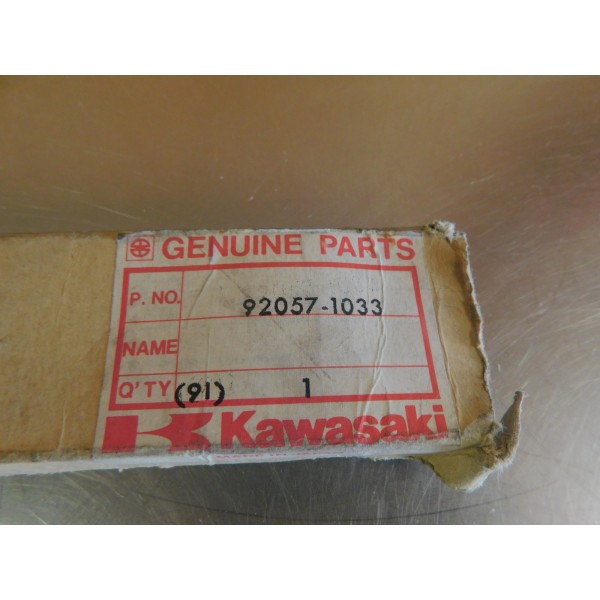 GENUINE PARTS
P. NO. 92057-1033
NAME
Q'TY (91) 1
Kawasaki